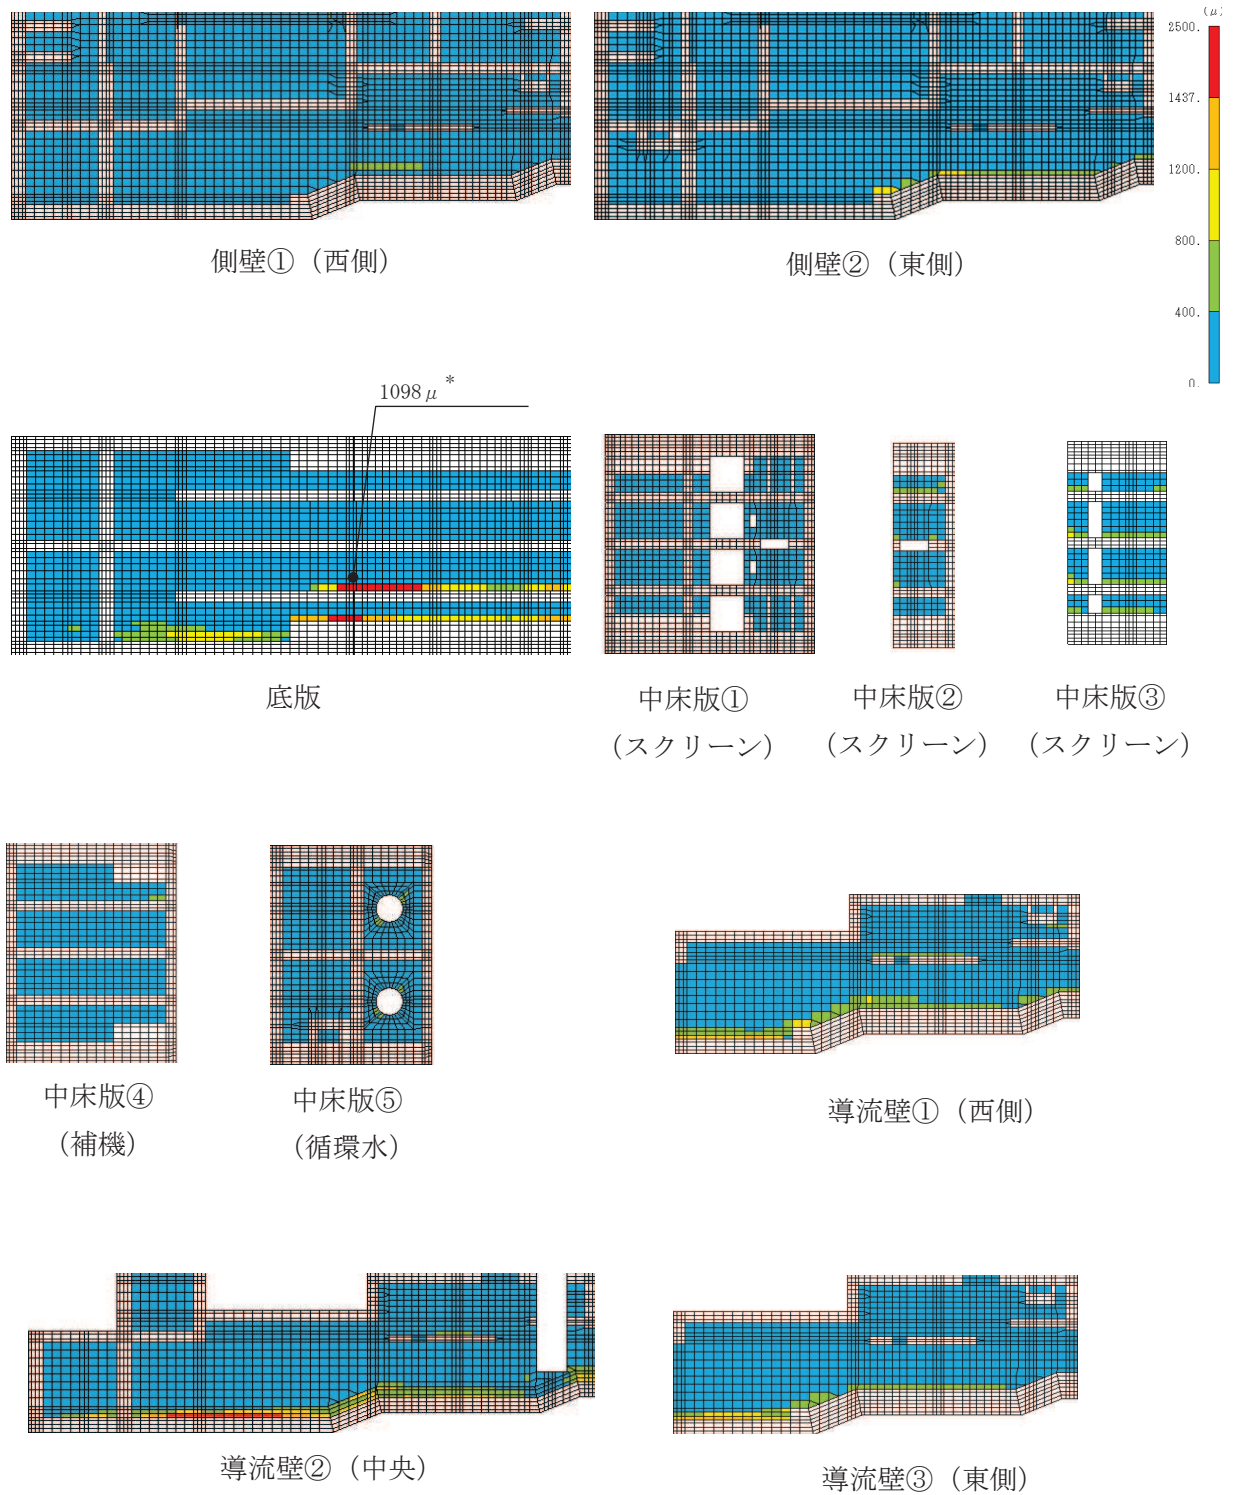 (μ)
2500.
1437.
1200.
800.
400.
0.
側壁①（西側）
側壁②（東側）
1098μ*
底版
中床版①
（スクリーン）
中床版②
（スクリーン）
中床版③
（スクリーン）
中床版④
（補機）
中床版⑤
（循環水）
導流壁①（西側）
導流壁②（中央）
導流壁③（東側）